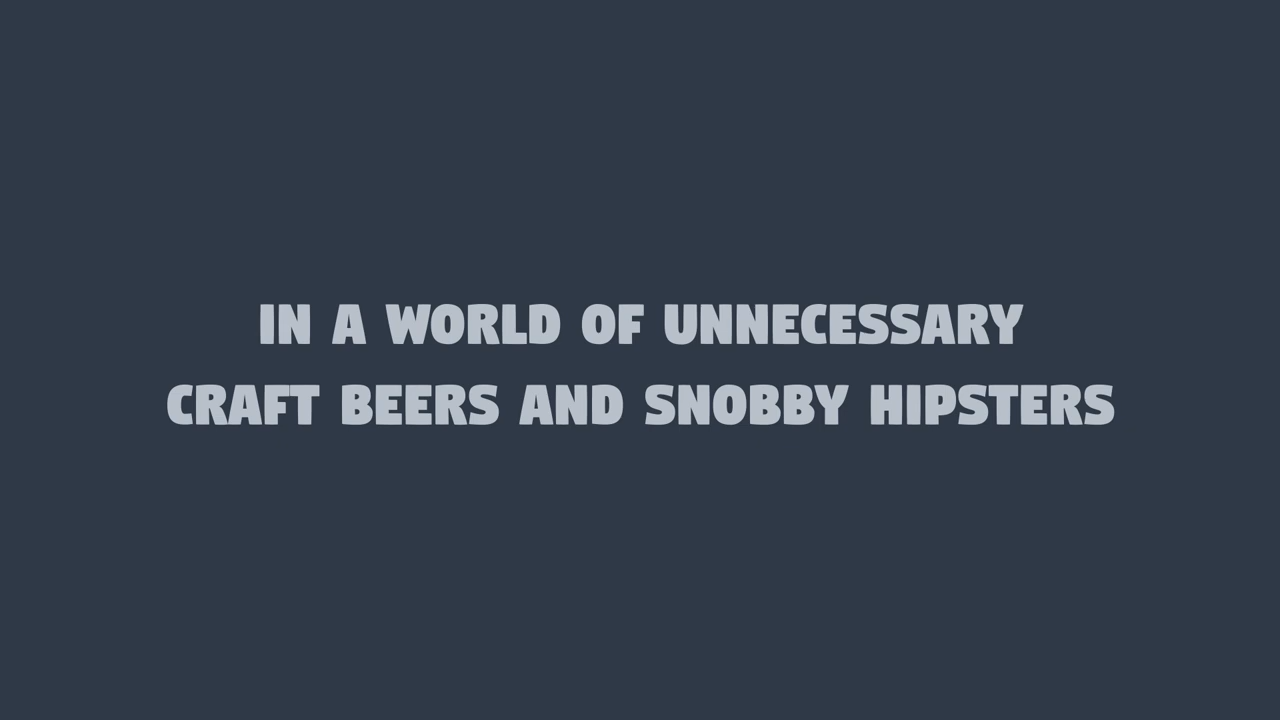 IN A WORLD OF UNNECESSARY
CRAFT BEERS AND SNOBBY HIPSTERS